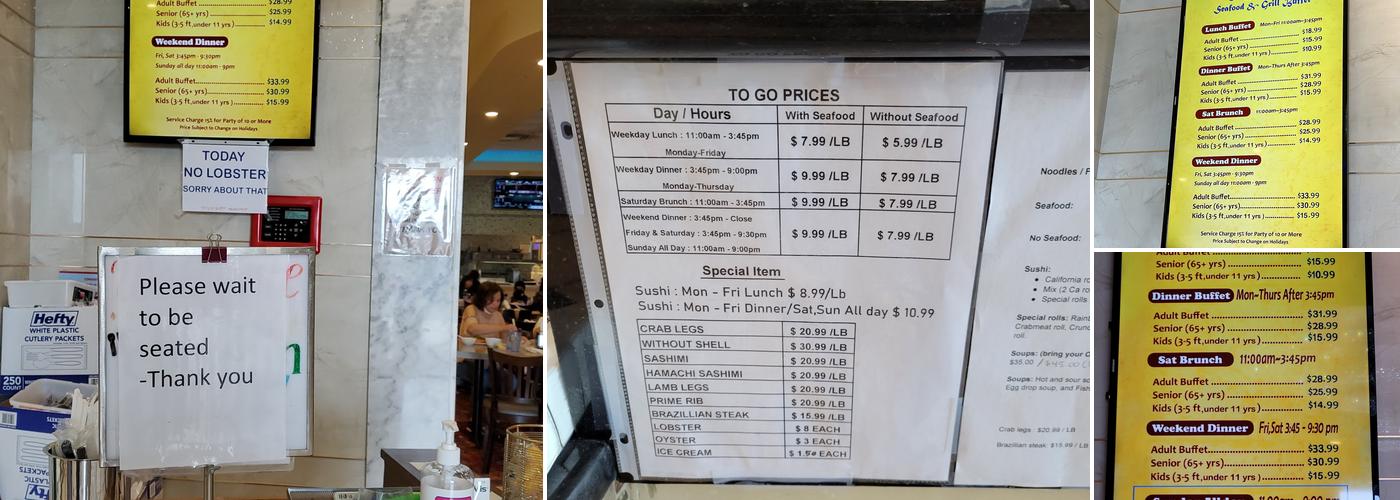 Adult Buffet $28.99
Senior (65+ yrs) $25.99
Kids (3-5 ft,under 11 yrs) $14.99
Weekend Dinner
Fri, Sat 3:45pm - 9:30pm
Sunday all day 11:00am - 9pm
Adult Buffet $33.99
Senior (65+ yrs) $30.99
Kids (3-5 ft,under 11 yrs) $15.99
Service Charge 15% for Party of 10 or More
Price Subject to Change on Holidays
TODAY
NO LOBSTER
SORRY ABOUT THAT
Please wait
to be
seated
-Thank you
Hefty
WHITE PLASTIC
CUTLERY PACKETS
250
COUNT
TO GO PRICES
Day / Hours With Seafood Without Seafood
Weekday Lunch : 11:00am - 3:45pm
Monday-Friday
$ 7.99 /LB $ 5.99 /LB
Weekday Dinner : 3:45pm - 9:00pm
Monday-Thursday
$ 9.99 /LB $ 7.99 /LB
Saturday Brunch : 11:00am - 3:45pm $ 9.99 /LB $ 7.99 /LB
Weekend Dinner : 3:45pm - Close
Friday & Saturday : 3:45pm - 9:30pm
Sunday All Day : 11:00am - 9:00pm
$ 9.99 /LB $ 7.99 /LB
Special Item
Sushi : Mon - Fri Lunch $ 8.99/Lb
Sushi : Mon - Fri Dinner/Sat,Sun All day $ 10.99
CRAB LEGS $ 20.99 /LB
WITHOUT SHELL $ 30.99 /LB
SASHIMI $ 20.99 /LB
HAMACHI SASHIMI $ 20.99 /LB
LAMB LEGS $ 20.99 /LB
PRIME RIB $ 20.99 /LB
BRAZILLIAN STEAK $ 15.99 /LB
LOBSTER $ 8 EACH
OYSTER $ 3 EACH
ICE CREAM $ 1.50 EACH
Noodles / F
Seafood:
No Seafood:
Sushi:
California ro
Mix (2 Ca ro
Special rolls
Special rolls: Rain
Crabmeat roll, Crunc
roll.
Soups: (bring your C
$35.00 / $45.00
Soups: Hot and sour so
Egg drop soup, and Fish
Crab legs : $20.99 / LB
Brazilian steak: $15.99 / LB
Seafood & Grill Buffet
Lunch Buffet Mon-Fri 11:00am-3:45pm
Adult Buffet $18.99
Senior (65+ yrs) $15.99
Kids (3-5 ft,under 11 yrs) $10.99
Dinner Buffet Mon-Thurs After 3:45pm
Adult Buffet $31.99
Senior (65+ yrs) $28.99
Kids (3-5 ft,under 11 yrs) $15.99
Sat Brunch 11:00am-3:45pm
Adult Buffet $28.99
Senior (65+ yrs) $25.99
Kids (3-5 ft,under 11 yrs) $14.99
Weekend Dinner
Fri, Sat 3:45pm - 9:30pm
Sunday all day 11:00am - 9pm
Adult Buffet $33.99
Senior (65+ yrs) $30.99
Kids (3-5 ft,under 11 yrs) $15.99
Service Charge 15% for Party of 10 or More
Price Subject to Change on Holidays
Senior (65+ yrs) $15.99
Kids (3-5 ft,under 11 yrs) $10.99
Dinner Buffet Mon-Thurs After 3:45pm
Adult Buffet $31.99
Senior (65+ yrs) $28.99
Kids (3-5 ft,under 11 yrs) $15.99
Sat Brunch 11:00am-3:45pm
Adult Buffet $28.99
Senior (65+ yrs) $25.99
Kids (3-5 ft,under 11 yrs) $14.99
Weekend Dinner Fri,Sat 3:45 - 9:30 pm
Adult Buffet $33.99
Senior (65+ yrs) $30.99
Kids (3-5 ft,under 11 yrs) $15.99